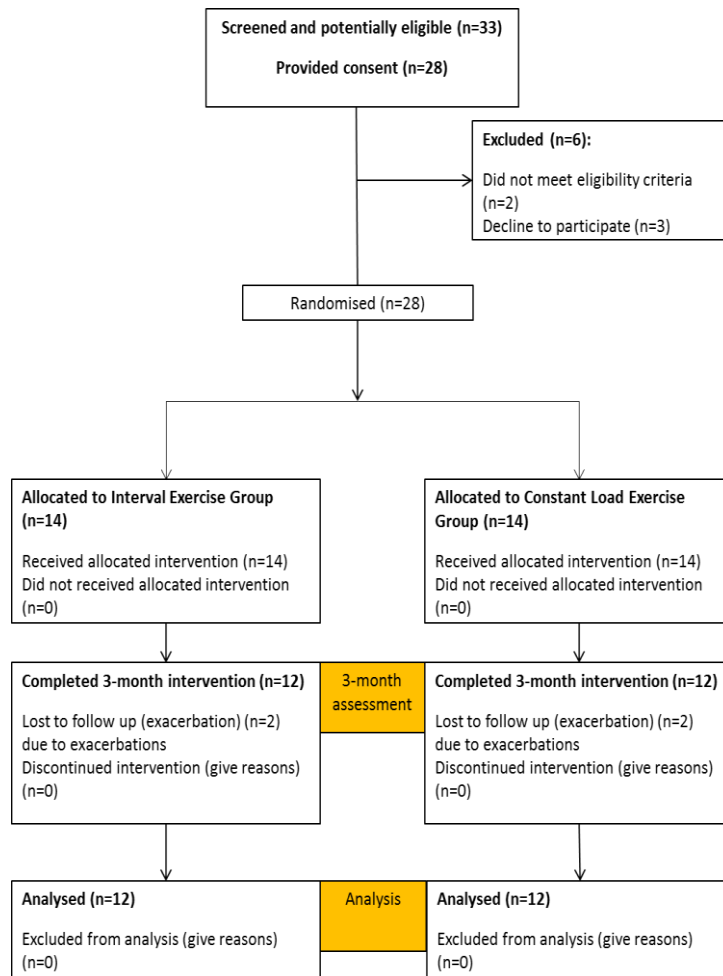 Screened and potentially eligible (n=33)
Provided consent (n=28)
Excluded (n=6):
Did not meet eligibility criteria
(n=2)
Decline to participate (n=3)
Randomised (n=28)
Allocated to Interval Exercise Group
(n=14)
Received allocated intervention (n=14)
Did not received allocated intervention
(n=0)
Allocated to Constant Load Exercise
Group (n=14)
Received allocated intervention (n=14)
Did not received allocated intervention
(n=0)
Completed 3-month intervention (n=12)
Lost to follow up (exacerbation) (n=2)
due to exacerbations
Discontinued intervention (give reasons)
(n=0)
3-month
assessment
Completed 3-month intervention (n=12)
Lost to follow up (exacerbation) (n=2)
due to exacerbations
Discontinued intervention (give reasons)
(n=0)
Analysed (n=12)
Excluded from analysis (give reasons)
(n=0)
Analysis
Analysed (n=12)
Excluded from analysis (give reasons)
(n=0)